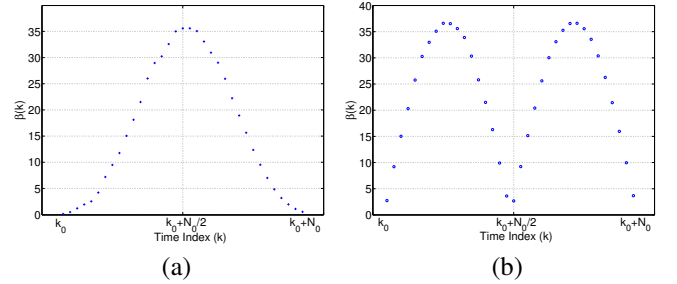 35
30
25
20
15
10
5
0
β(k)
k₀
k₀+N₀/2
k₀+N₀
Time Index (k)
(a)
40
35
30
25
20
15
10
5
0
β(k)
k₀
k₀+N₀/2
k₀+N₀
Time Index (k)
(b)